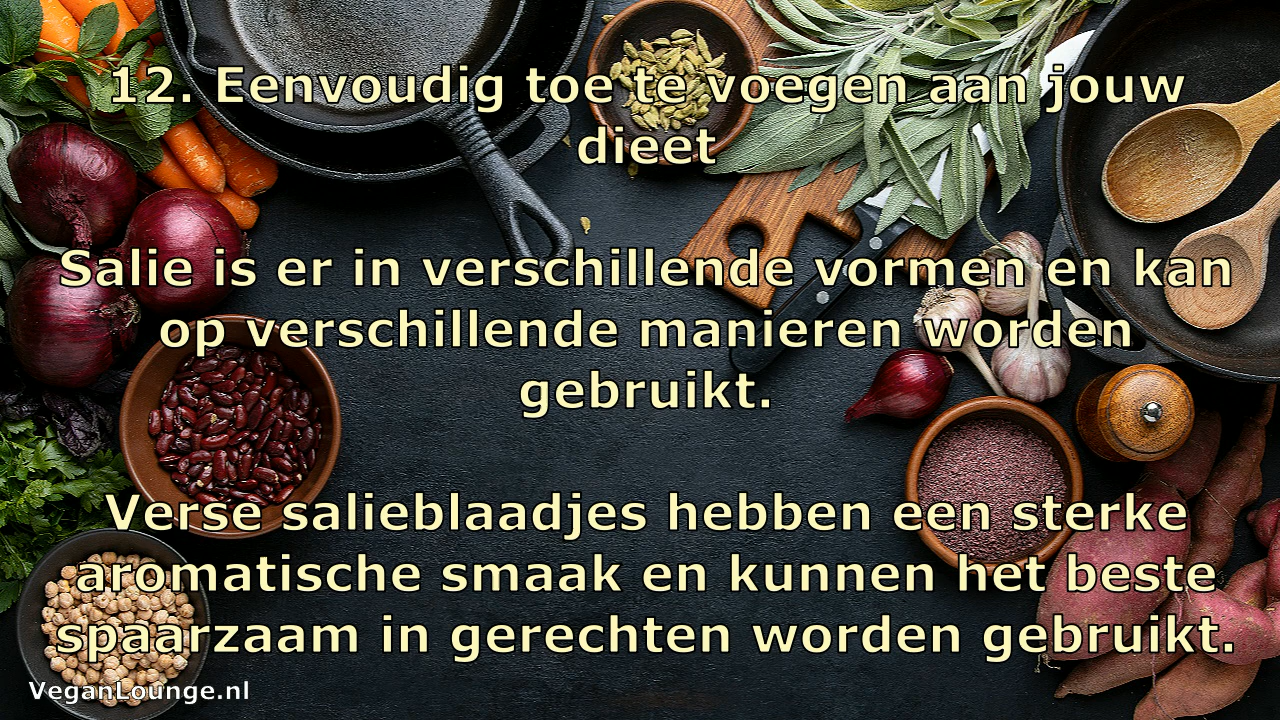 12. Eenvoudig toe te voegen aan jouw
dieet
Salie is er in verschillende vormen en kan
op verschillende manieren worden
gebruikt.
Verse salieblaadjes hebben een sterke
aromatische smaak en kunnen het beste
spaarzaam in gerechten worden gebruikt.
VeganLounge.nl